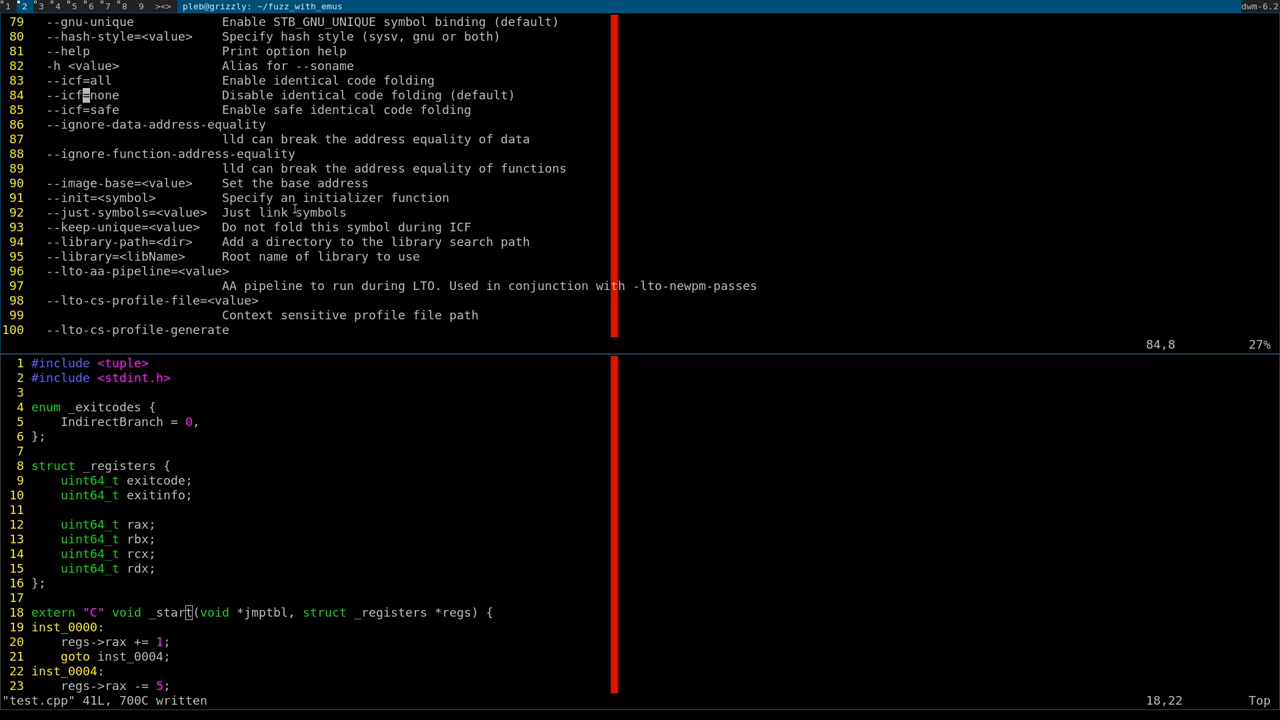 1 2 3 4 5 6 7 8 9 ><> pleb@grizzly: ~/fuzz_with_emus dwm-6.2
79 --gnu-unique Enable STB_GNU_UNIQUE symbol binding (default)
80 --hash-style=<value> Specify hash style (sysv, gnu or both)
81 --help Print option help
82 -h <value> Alias for --soname
83 --icf=all Enable identical code folding
84 --icf=none Disable identical code folding (default)
85 --icf=safe Enable safe identical code folding
86 --ignore-data-address-equality
87 lld can break the address equality of data
88 --ignore-function-address-equality
89 lld can break the address equality of functions
90 --image-base=<value> Set the base address
91 --init=<symbol> Specify an initializer function
92 --just-symbols=<value> Just link symbols
93 --keep-unique=<value> Do not fold this symbol during ICF
94 --library-path=<dir> Add a directory to the library search path
95 --library=<libName> Root name of library to use
96 --lto-aa-pipeline=<value>
97 AA pipeline to run during LTO. Used in conjunction with -lto-newpm-passes
98 --lto-cs-profile-file=<value>
99 Context sensitive profile file path
100 --lto-cs-profile-generate
84,8 27%
1 #include <tuple>
2 #include <stdint.h>
3
4 enum _exitcodes {
5 IndirectBranch = 0,
6 };
7
8 struct _registers {
9 uint64_t exitcode;
10 uint64_t exitinfo;
11
12 uint64_t rax;
13 uint64_t rbx;
14 uint64_t rcx;
15 uint64_t rdx;
16 };
17
18 extern "C" void _start(void *jmptbl, struct _registers *regs) {
19 inst_0000:
20 regs->rax += 1;
21 goto inst_0004;
22 inst_0004:
23 regs->rax -= 5;
"test.cpp" 41L, 700C written 18,22 Top